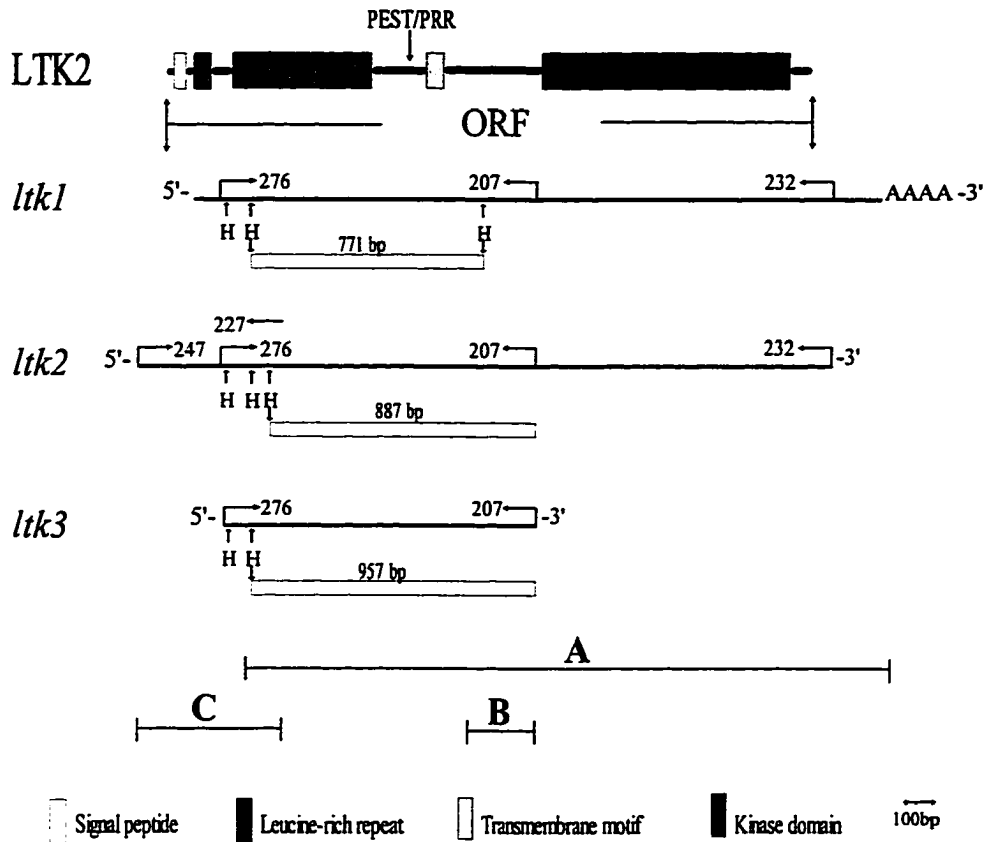 PEST/PRR
LTK2
ORF
ltk1 5'- 276 207 232 AAAA -3'
H H H
771 bp
227
ltk2 5'- 247 276 207 232 -3'
H H H
887 bp
ltk3 5'- 276 207 -3'
H H
957 bp
A
C B
Signal peptide Leucine-rich repeat Transmembrane motif Kinase domain 100bp